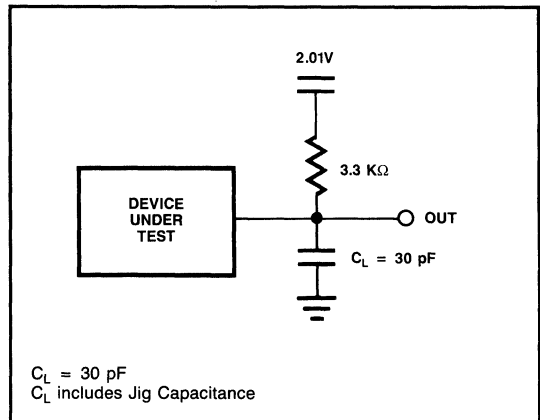 2.01V
3.3 KΩ
DEVICE
UNDER
TEST
OUT
C_L = 30 pF
C_L = 30 pF
C_L includes Jig Capacitance